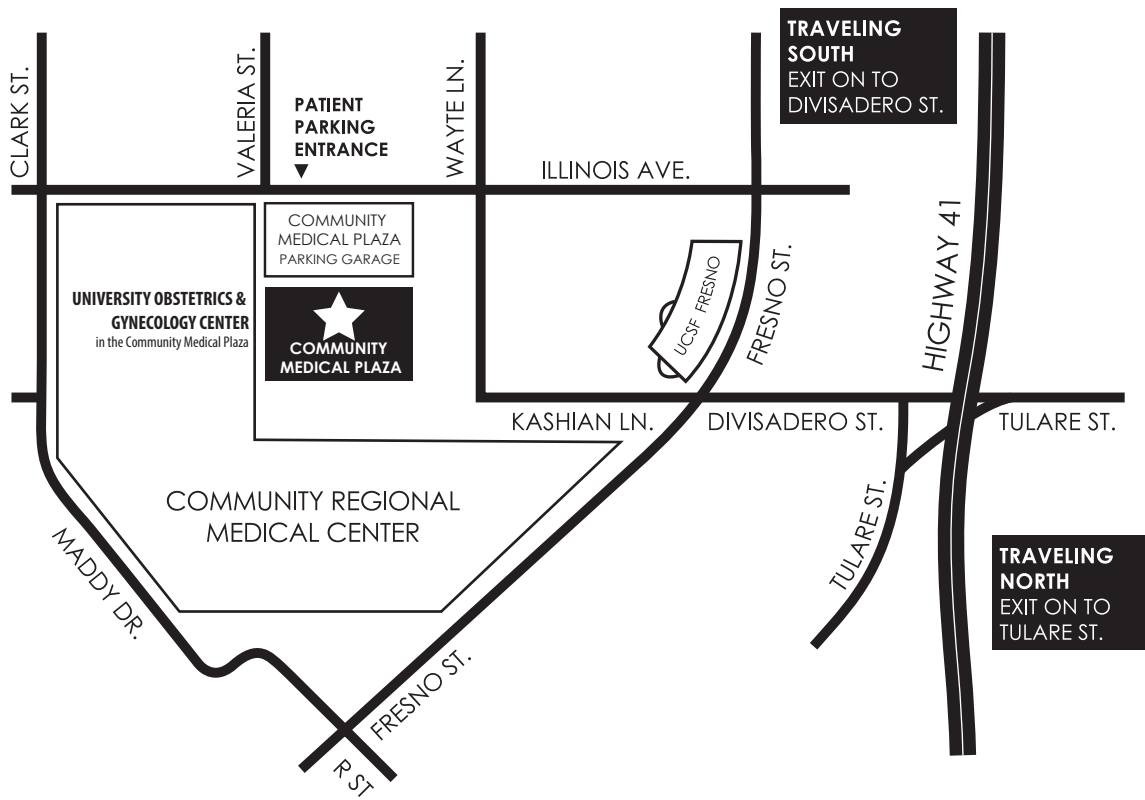 CLARK ST.
VALERIA ST.
PATIENT
PARKING
ENTRANCE
WAYTE LN.
ILLINOIS AVE.
TRAVELING
SOUTH
EXIT ON TO
DIVISADERO ST.
HIGHWAY 41
COMMUNITY
MEDICAL PLAZA
PARKING GARAGE
UNIVERSITY OBSTETRICS &
GYNECOLOGY CENTER
in the Community Medical Plaza
COMMUNITY
MEDICAL PLAZA
UCSF FRESNO
FRESNO ST.
KASHIAN LN.
DIVISADERO ST.
TULARE ST.
COMMUNITY REGIONAL
MEDICAL CENTER
MADDY DR.
TULARE ST.
TRAVELING
NORTH
EXIT ON TO
TULARE ST.
FRESNO ST.
R ST